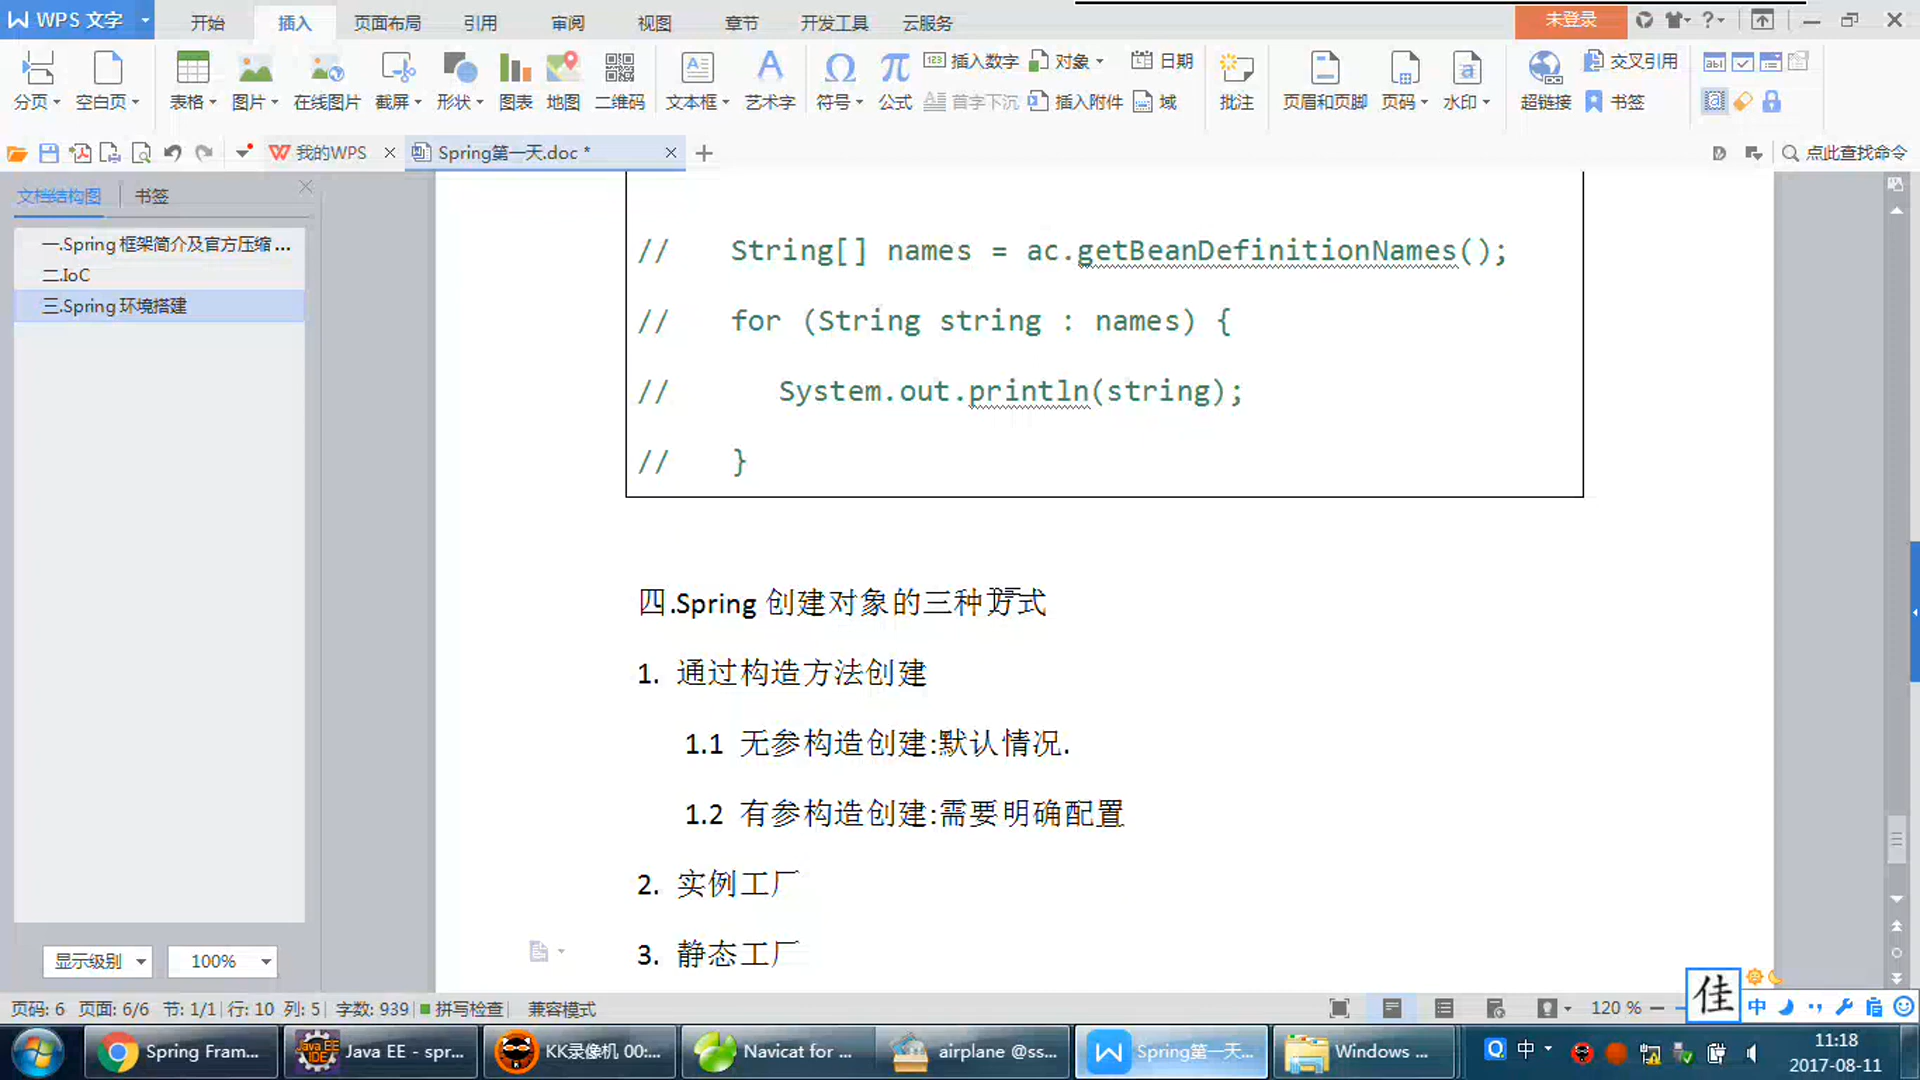 WPS 文字
开始 插入 页面布局 引用 审阅 视图 章节 开发工具 云服务
未登录
分页 空白页 表格 图片 在线图片 截屏 形状 图表 地图 二维码 文本框 艺术字 符号 公式
插入数字 对象 日期
首字下沉 插入附件 域
批注 页眉和页脚 页码 水印 超链接
交叉引用
书签
我的WPS
Spring第一天.doc *
点此查找命令
文档结构图 书签
一.Spring 框架简介及官方压缩 ...
二.IoC
三.Spring 环境搭建
// String[] names = ac.getBeanDefinitionNames();
// for (String string : names) {
// System.out.println(string);
// }
四.Spring 创建对象的三种方式
1. 通过构造方法创建
1.1 无参构造创建:默认情况.
1.2 有参构造创建:需要明确配置
2. 实例工厂
3. 静态工厂
显示级别 100%
页码: 6 页面: 6/6 节: 1/1 行: 10 列: 5 字数: 939 拼写检查 兼容模式
120 %
佳 中
Spring Fram...
Java EE - spr...
KK录像机 00:...
Navicat for ...
airplane @ss...
Spring第一天...
Windows ...
中
11:18
2017-08-11